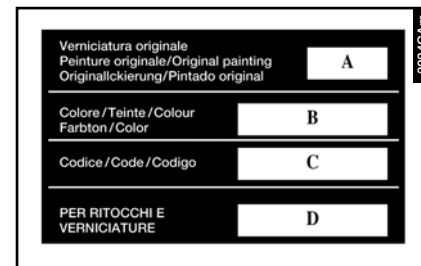 Verniciatura originale
Peinture originale/Original painting
Originallckierung/Pintado original
A
Colore/Teinte/Colour
Farbton/Color
B
Codice/Code/Codigo
C
PER RITOCCHI E
VERNICIATURE
D